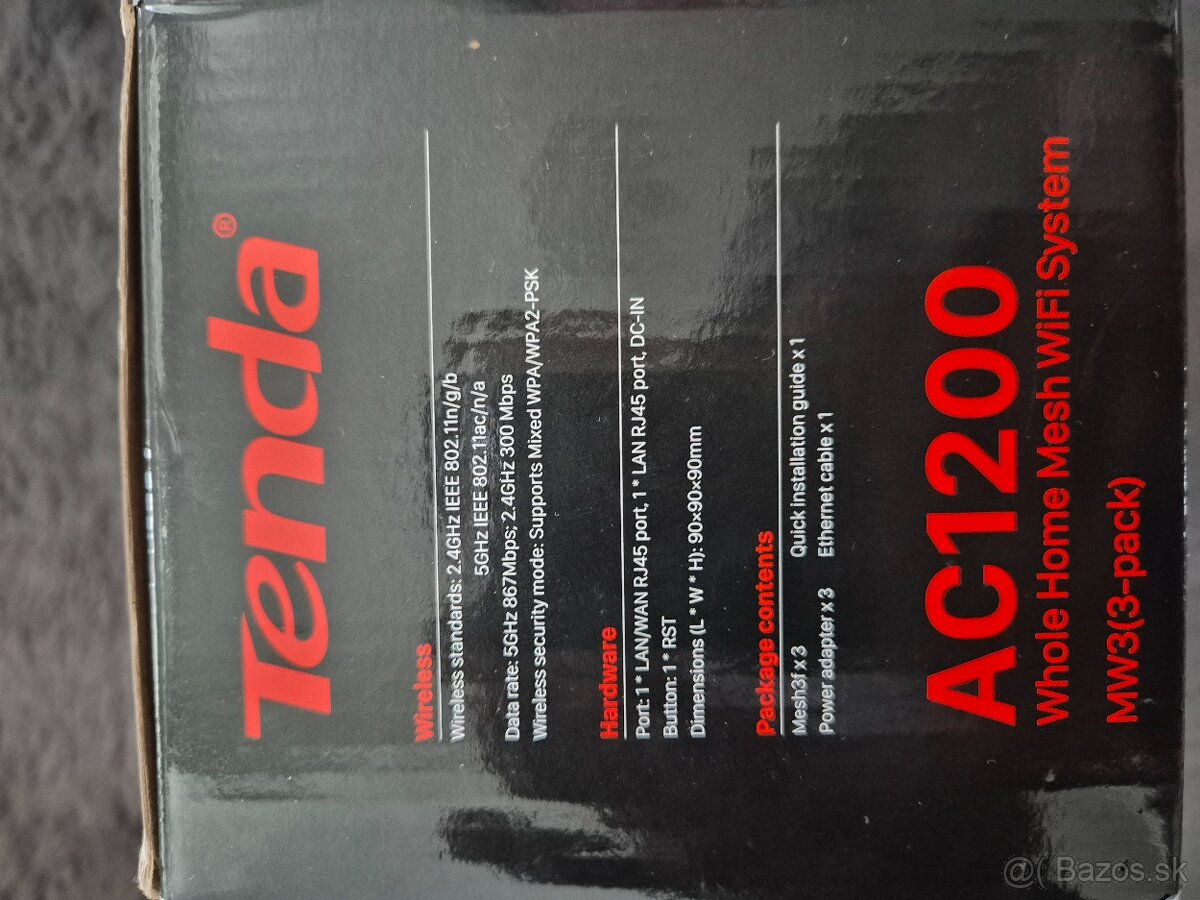 Tenda®
Wireless
Wireless standards: 2.4GHz IEEE 802.11n/g/b
5GHz IEEE 802.11ac/n/a
Data rate: 5GHz 867Mbps; 2.4GHz 300 Mbps
Wireless security mode: Supports Mixed WPA/WPA2-PSK
Hardware
Port: 1 * LAN/WAN RJ45 port, 1 * LAN RJ45 port, DC-IN
Button: 1 * RST
Dimensions (L * W * H): 90×90×90mm
Package contents
Mesh3f x 3 Quick installation guide x 1
Power adapter x 3 Ethernet cable x 1
AC1200
Whole Home Mesh WiFi System
MW3(3-pack)
@( Bazos.sk